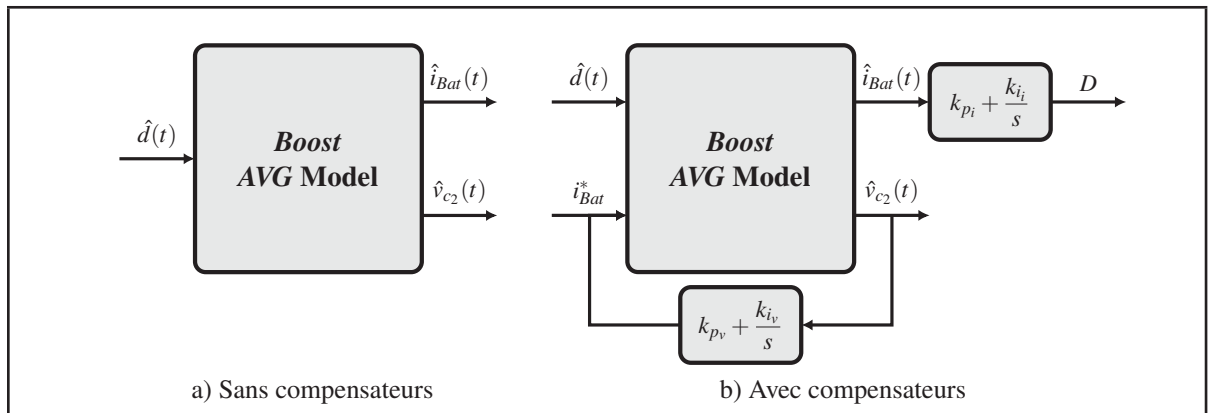 d̂(t)
Boost
AVG Model
î_Bat(t)
v̂_c₂(t)
a) Sans compensateurs
d̂(t)
i*_Bat
Boost
AVG Model
î_Bat(t)
v̂_c₂(t)
k_pᵢ + k_iᵢ/s
D
k_pᵥ + k_iᵥ/s
b) Avec compensateurs